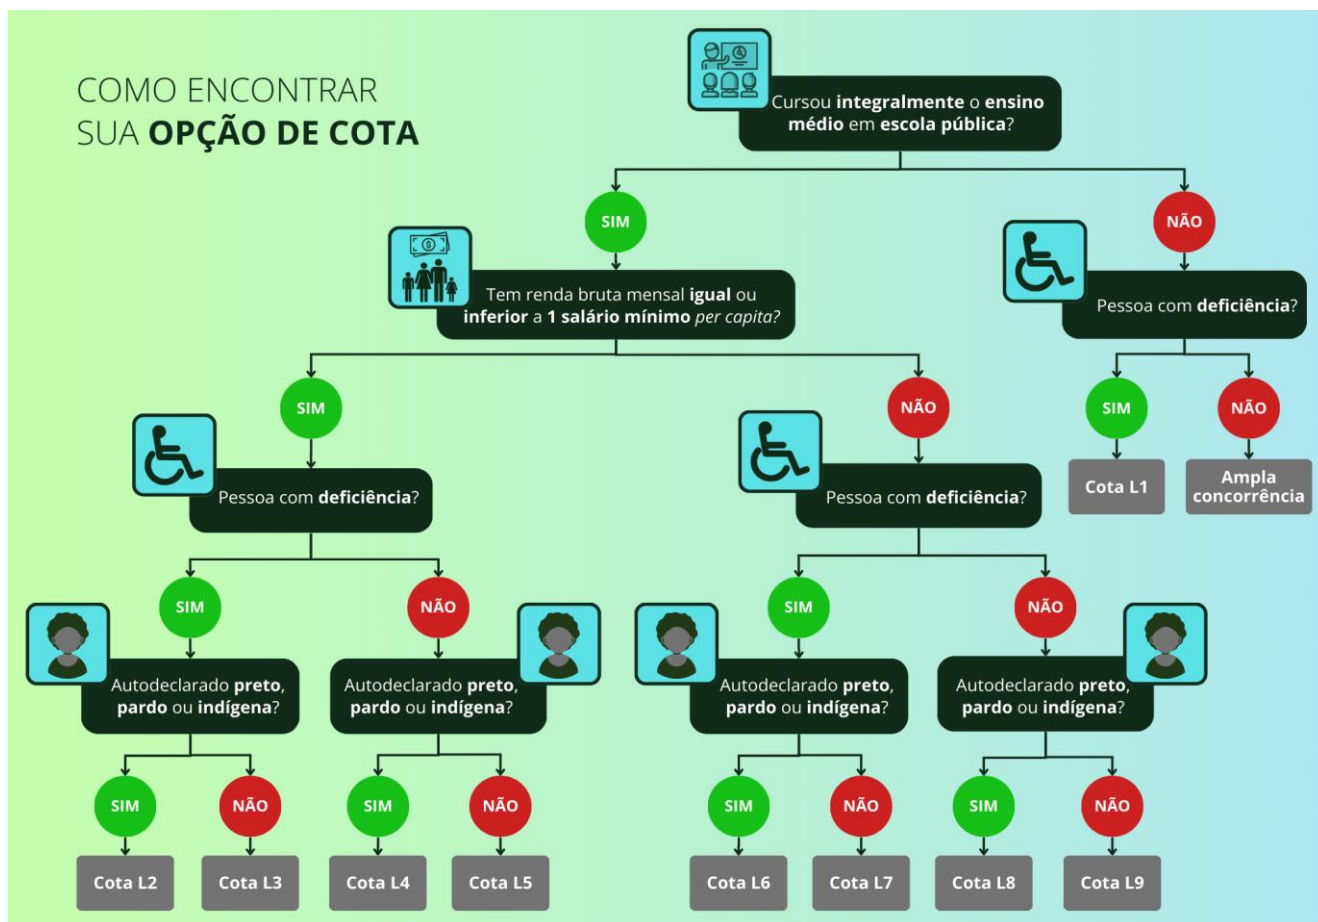 COMO ENCONTRAR
SUA OPÇÃO DE COTA
Cursou integralmente o ensino
médio em escola pública?
SIM
NÃO
Tem renda bruta mensal igual ou
inferior a 1 salário mínimo per capita?
Pessoa com deficiência?
SIM
NÃO
SIM
NÃO
Cota L1
Ampla
concorrência
Pessoa com deficiência?
Pessoa com deficiência?
SIM
NÃO
SIM
NÃO
Autodeclarado preto,
pardo ou indígena?
Autodeclarado preto,
pardo ou indígena?
Autodeclarado preto,
pardo ou indígena?
Autodeclarado preto,
pardo ou indígena?
SIM
NÃO
SIM
NÃO
SIM
NÃO
SIM
NÃO
Cota L2
Cota L3
Cota L4
Cota L5
Cota L6
Cota L7
Cota L8
Cota L9